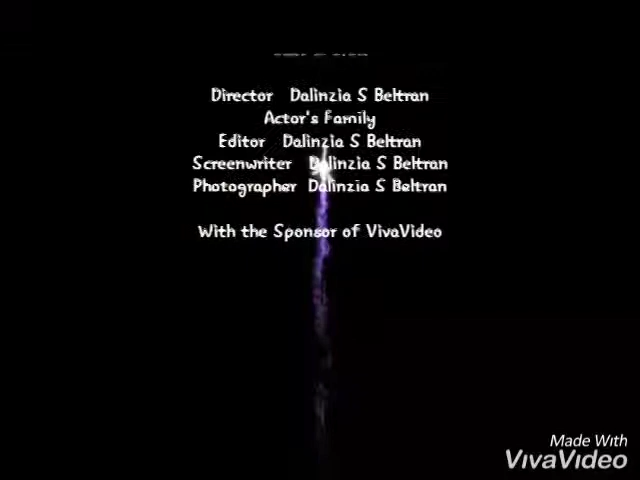 Director Dalinzia S Beltran
Actor's Family
Editor Dalinzia S Beltran
Screenwriter Dalinzia S Beltran
Photographer Dalinzia S Beltran
With the Sponsor of VivaVideo
Made With
VivaVideo